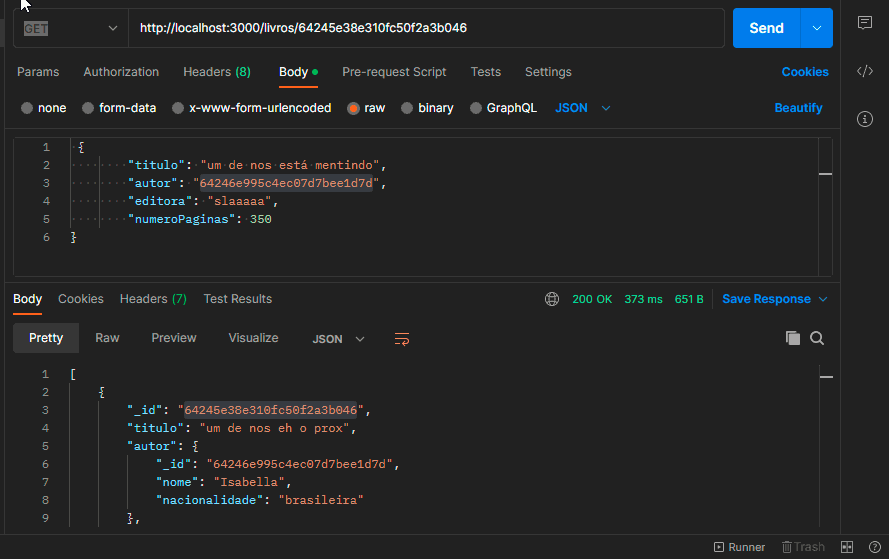 GET http://localhost:3000/livros/64245e38e310fc50f2a3b046 Send
Params Authorization Headers (8) Body Pre-request Script Tests Settings Cookies
none form-data x-www-form-urlencoded raw binary GraphQL JSON Beautify
1 {
2 "titulo": "um de nos está mentindo",
3 "autor": "64246e995c4ec07d7bee1d7d",
4 "editora": "slaaaaa",
5 "numeroPaginas": 350
6 }
Body Cookies Headers (7) Test Results 200 OK 373 ms 651 B Save Response
Pretty Raw Preview Visualize JSON
1 [
2 {
3 "_id": "64245e38e310fc50f2a3b046",
4 "titulo": "um de nos eh o prox",
5 "autor": {
6 "_id": "64246e995c4ec07d7bee1d7d",
7 "nome": "Isabella",
8 "nacionalidade": "brasileira"
9 },
Runner Trash